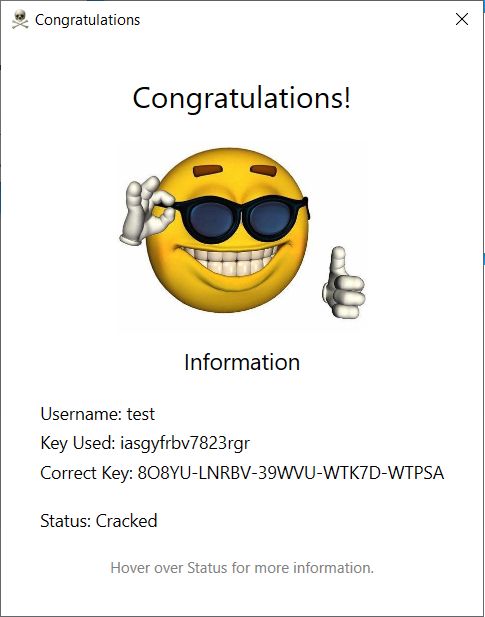 Congratulations
Congratulations!
Information
Username: test
Key Used: iasgyfrbv7823rgr
Correct Key: 8O8YU-LNRBV-39WVU-WTK7D-WTPSA
Status: Cracked
Hover over Status for more information.